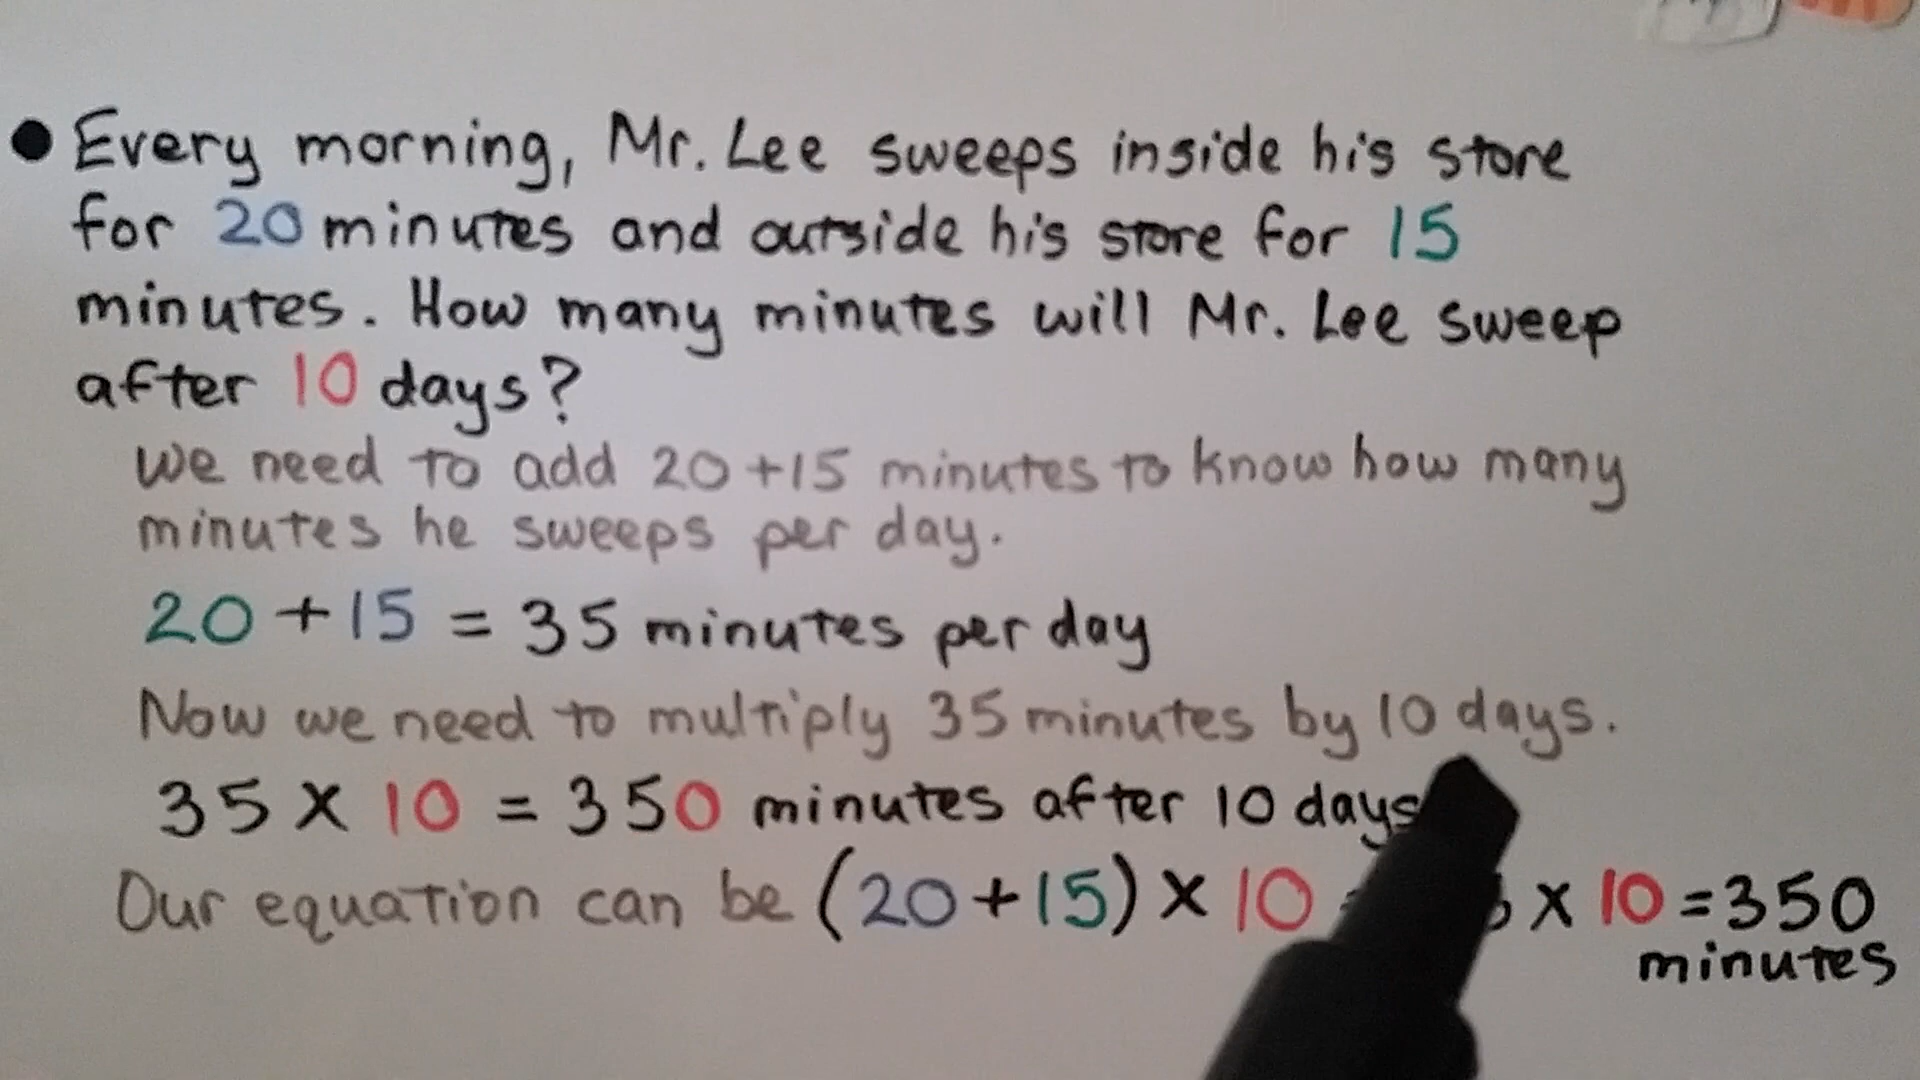 Every morning, Mr. Lee sweeps inside his store
for 20 minutes and outside his store for 15
minutes. How many minutes will Mr. Lee sweep
after 10 days?
We need to add 20+15 minutes to know how many
minutes he sweeps per day.
20 + 15 = 35 minutes per day
Now we need to multiply 35 minutes by 10 days.
35 x 10 = 350 minutes after 10 days
Our equation can be (20+15) x 10 x 10 = 350
minutes